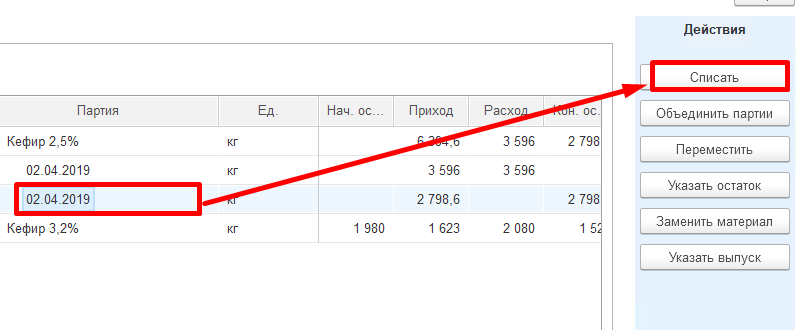 Действия
Списать
Партия Ед. Нач. ос... Приход Расход Кон. ос...
Объединить партии
Кефир 2,5% кг 6 394,6 3 596 2 798
Переместить
02.04.2019 кг 3 596 3 596
Указать остаток
02.04.2019 кг 2 798,6 2 798
Заменить материал
Кефир 3,2% кг 1 980 1 623 2 080 1 52
Указать выпуск